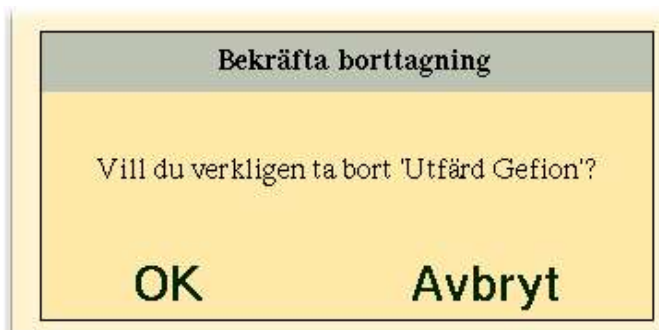 Bekräfta borttagning
Vill du verkligen ta bort 'Utfärd Gefion'?
OK Avbryt